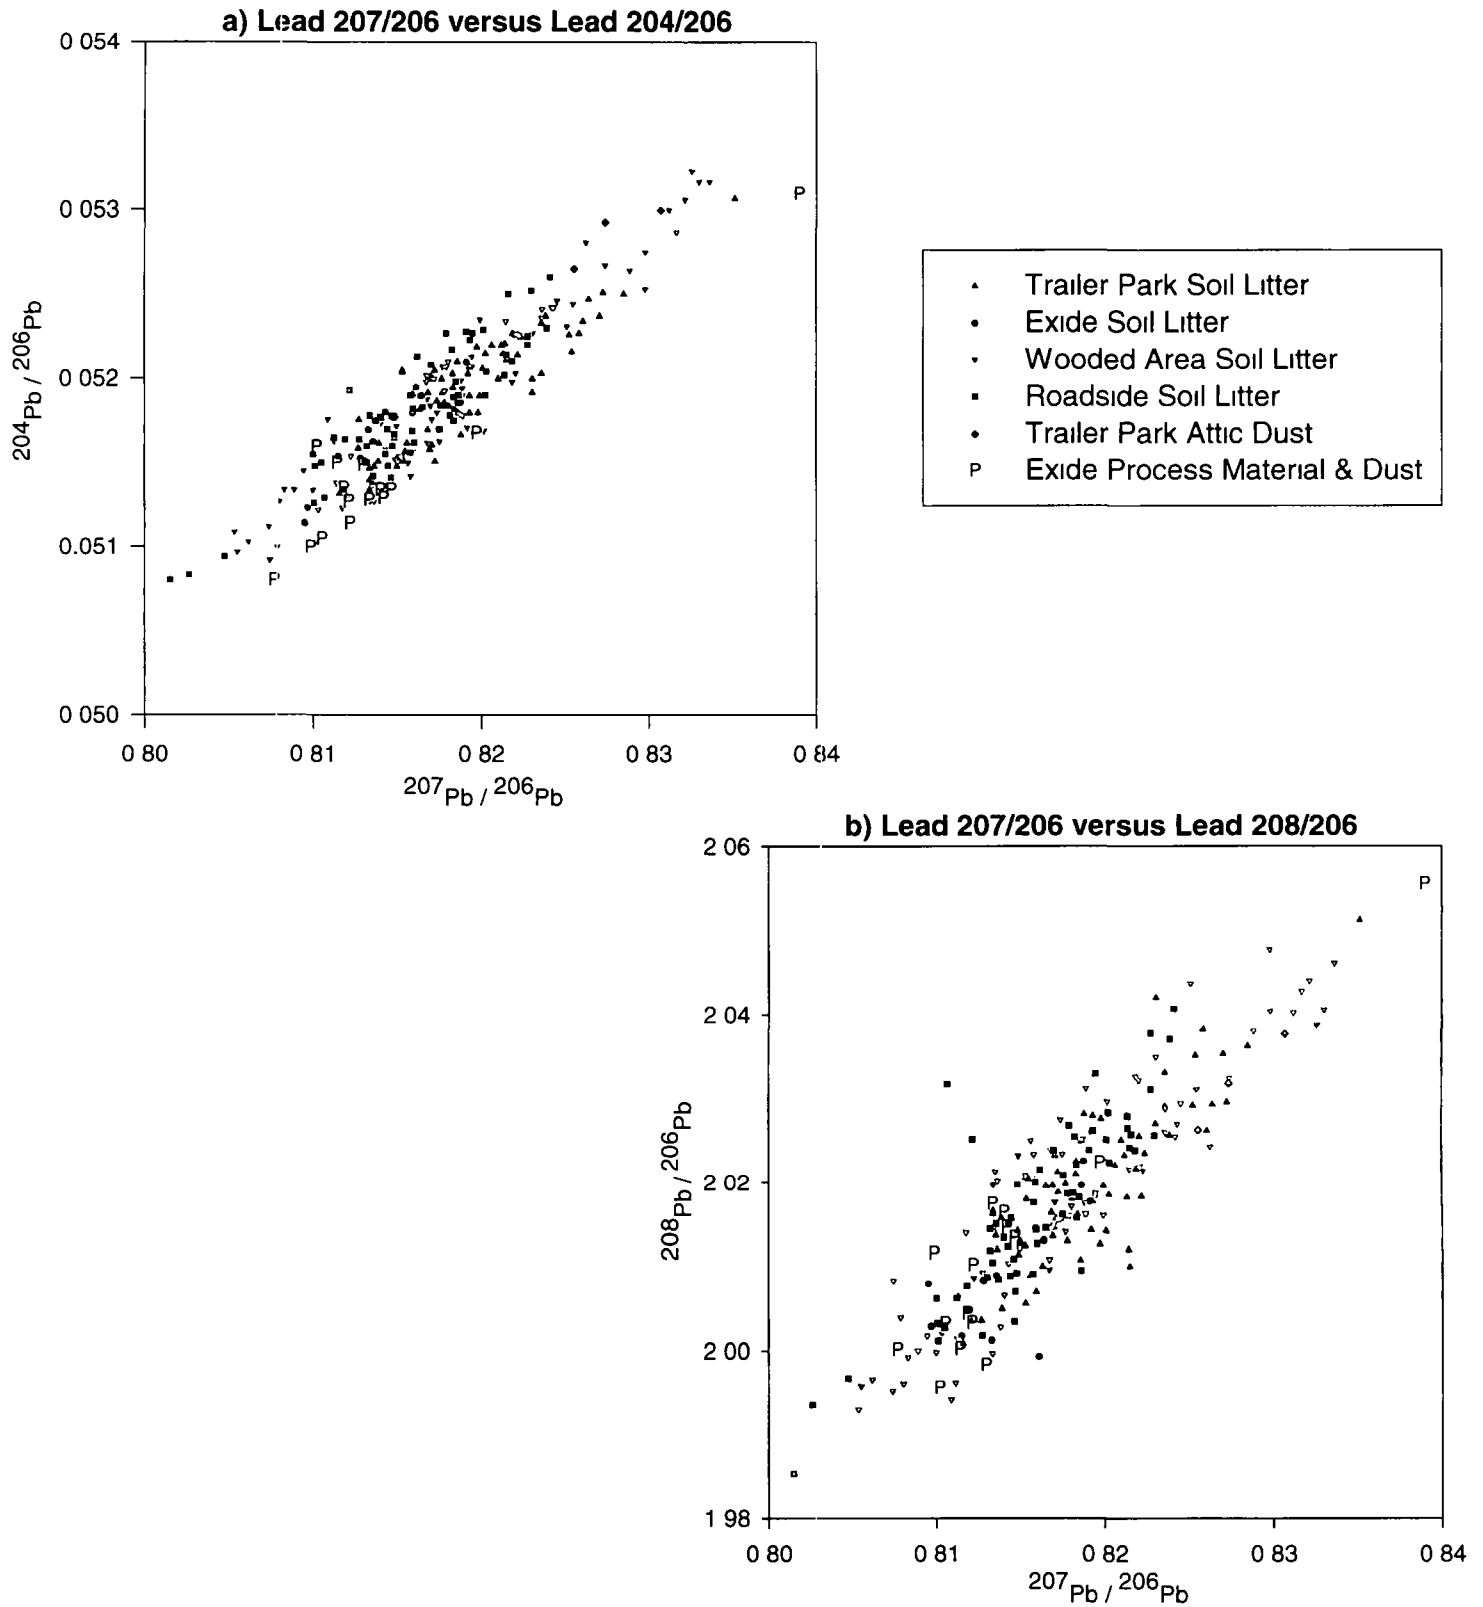 a) Lead 207/206 versus Lead 204/206
0 054
0 053
0 052
0.051
0 050
204Pb / 206Pb
0 80 0 81 0 82 0 83 0 84
207Pb / 206Pb
Trailer Park Soil Litter
Exide Soil Litter
Wooded Area Soil Litter
Roadside Soil Litter
Trailer Park Attic Dust
P Exide Process Material & Dust
b) Lead 207/206 versus Lead 208/206
2 06
2 04
2 02
2 00
1 98
208Pb / 206Pb
0 80 0 81 0 82 0 83 0 84
207Pb / 206Pb